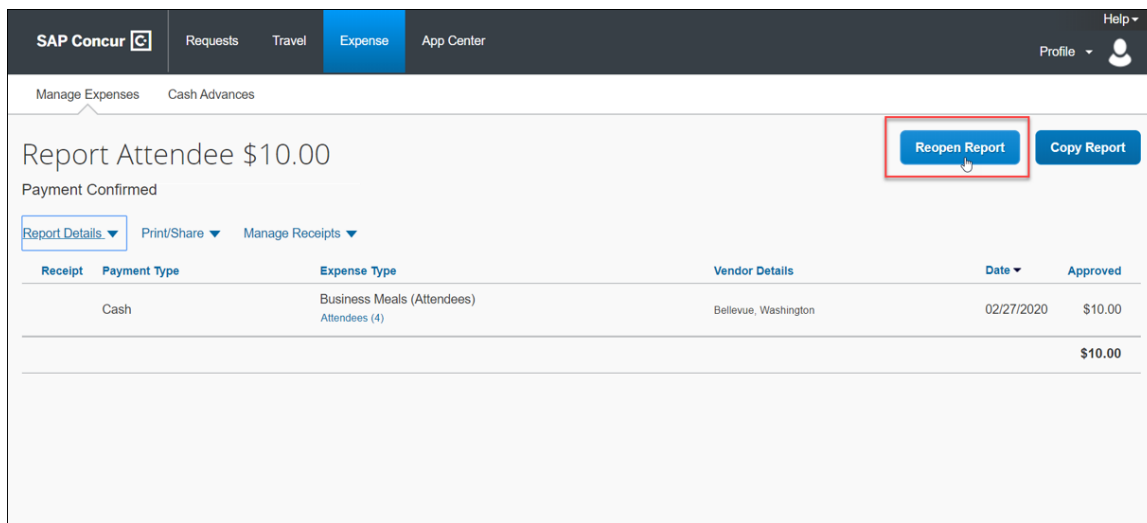 Help
SAP Concur C Requests Travel Expense App Center
Profile
Manage Expenses Cash Advances
Report Attendee $10.00
Reopen Report Copy Report
Payment Confirmed
Report Details Print/Share Manage Receipts
Receipt Payment Type Expense Type Vendor Details Date Approved
Cash Business Meals (Attendees) Bellevue, Washington 02/27/2020 $10.00
Attendees (4)
$10.00